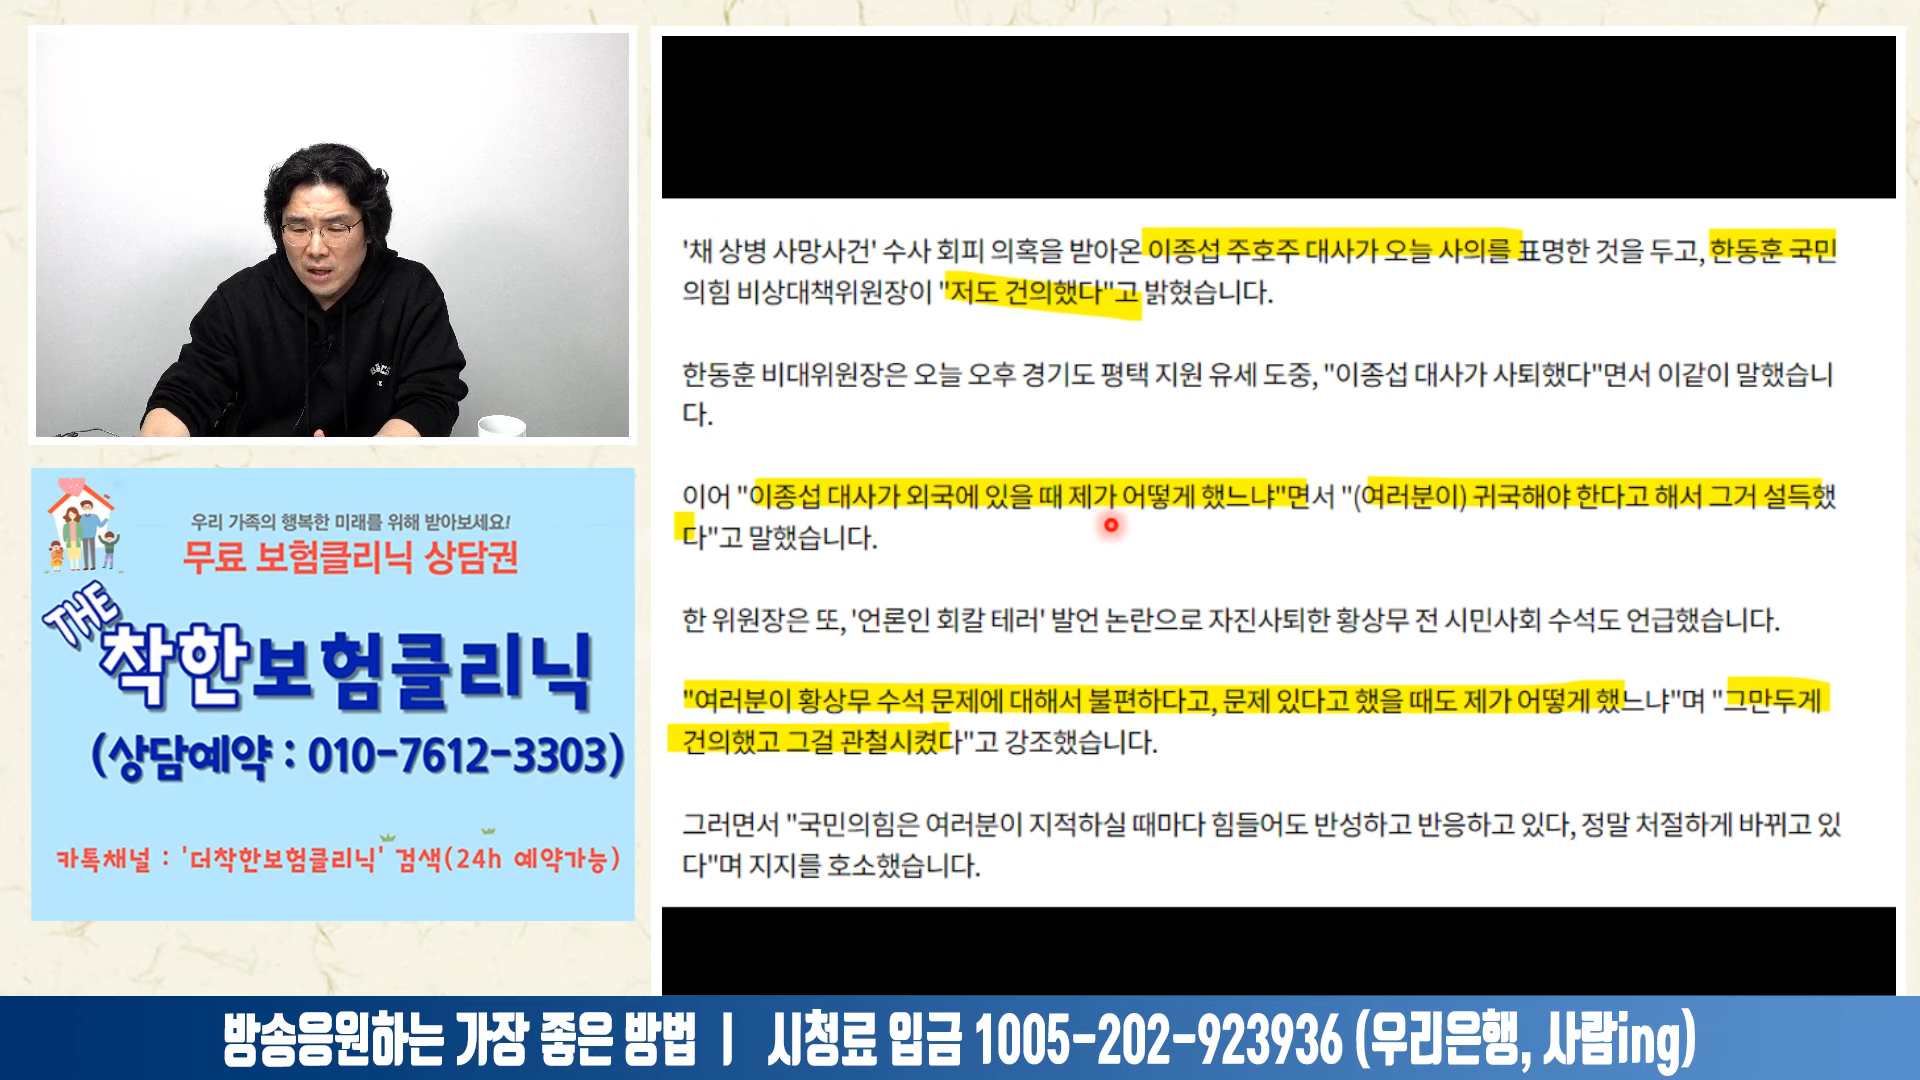 '채 상병 사망사건' 수사 회피 의혹을 받아온 이종섭 주호주 대사가 오늘 사의를 표명한 것을 두고, 한동훈 국민
의힘 비상대책위원장이 "저도 건의했다"고 밝혔습니다.
한동훈 비대위원장은 오늘 오후 경기도 평택 지원 유세 도중, "이종섭 대사가 사퇴했다"면서 이같이 말했습니
다.
이어 "이종섭 대사가 외국에 있을 때 제가 어떻게 했느냐"면서 "(여러분이) 귀국해야 한다고 해서 그거 설득했
다"고 말했습니다.
한 위원장은 또, '언론인 회칼 테러' 발언 논란으로 자진사퇴한 황상무 전 시민사회 수석도 언급했습니다.
"여러분이 황상무 수석 문제에 대해서 불편하다고, 문제 있다고 했을 때도 제가 어떻게 했느냐"며 "그만두게
건의했고 그걸 관철시켰다"고 강조했습니다.
그러면서 "국민의힘은 여러분이 지적하실 때마다 힘들어도 반성하고 반응하고 있다, 정말 처절하게 바뀌고 있
다"며 지지를 호소했습니다.
우리 가족의 행복한 미래를 위해 받아보세요!
무료 보험클리닉 상담권
THE
착한보험클리닉
(상담예약 : 010-7612-3303)
카톡채널 : '더착한보험클리닉' 검색(24h 예약가능)
방송응원하는 가장 좋은 방법 | 시청료 입금 1005-202-923936 (우리은행, 사람ing)